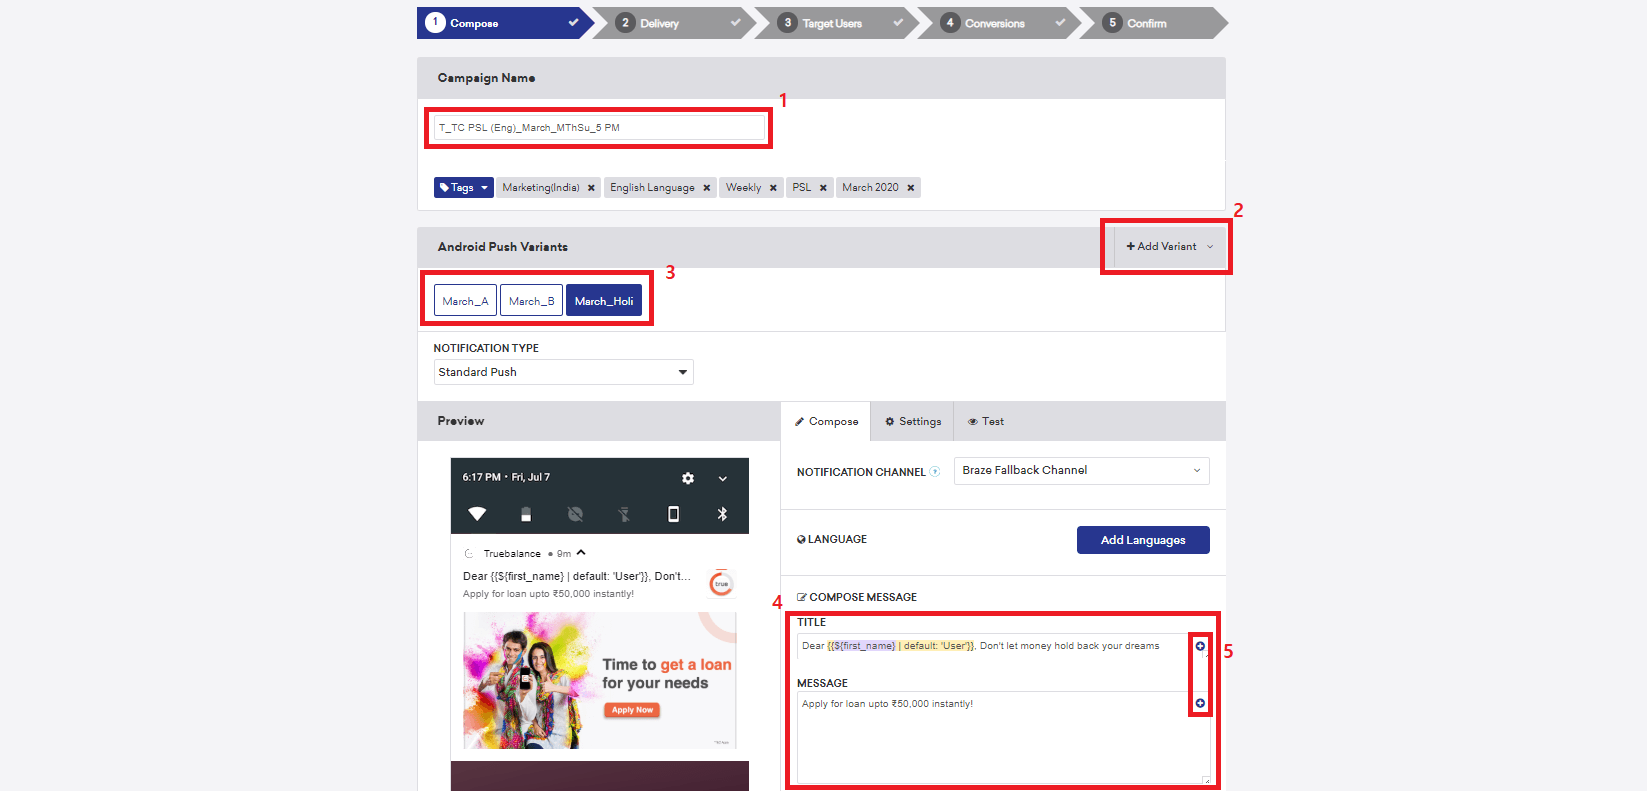 1 Compose 2 Delivery 3 Target Users 4 Conversions 5 Confirm
Campaign Name
1
T_TC PSL (Eng)_March_MThSu_5 PM
Tags Marketing(India) English Language Weekly PSL March 2020
2
Android Push Variants
Add Variant
3
March_A March_B March_Holi
NOTIFICATION TYPE
Standard Push
Preview
Compose Settings Test
6:17 PM • Fri, Jul 7
Truebalance • 9m
Dear {{${first_name} | default: 'User'}}, Don't...
true
Apply for loan upto ₹50,000 instantly!
Time to get a loan
for your needs
Apply Now
NOTIFICATION CHANNEL ?
Braze Fallback Channel
LANGUAGE
Add Languages
COMPOSE MESSAGE
4
TITLE
Dear {{${first_name} | default: 'User'}}, Don't let money hold back your dreams
5
MESSAGE
Apply for loan upto ₹50,000 instantly!